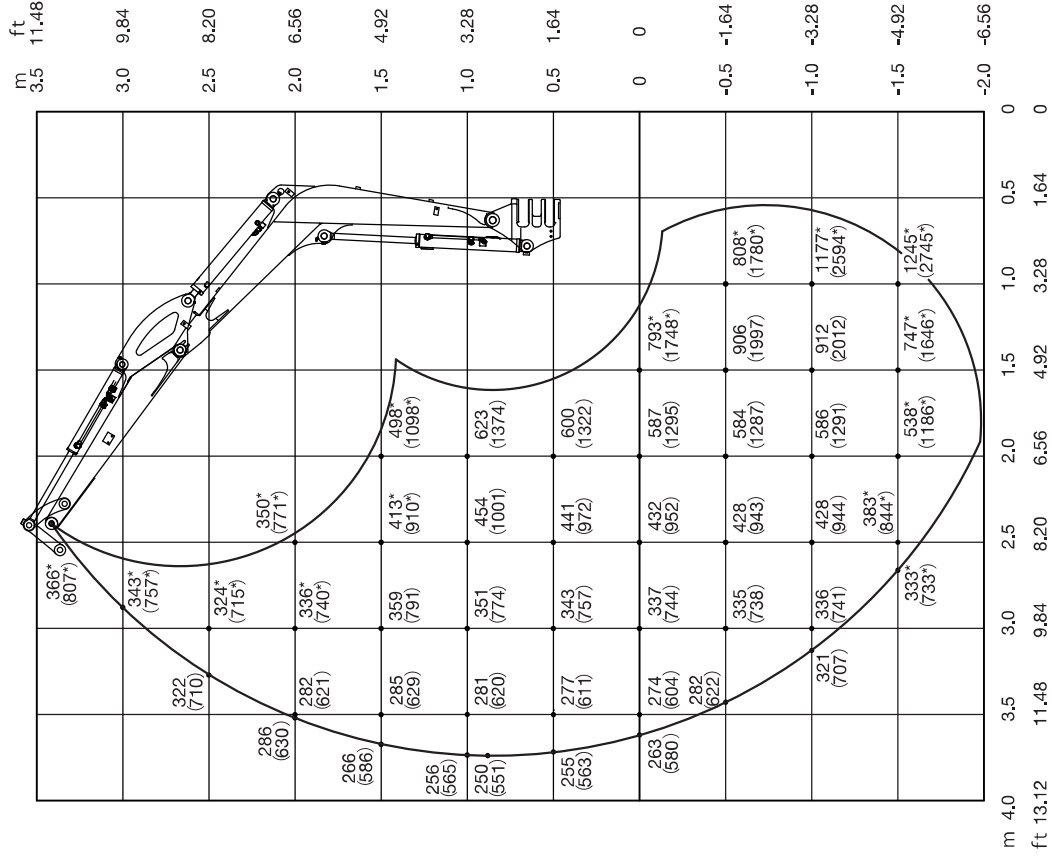 m ft
3.5 11.48
366*
(807*)
3.0 9.84
343*
(757*)
2.5 8.20
322 324*
(710) (715*)
2.0 6.56
286 350*
(630) (771*)
282 336*
(621) (740*)
1.5 4.92
266
(586)
285 359 413* 498*
(629) (791) (910*) (1098*)
1.0 3.28
256
(565)
250 281 351 454 623
(551) (620) (774) (1001) (1374)
0.5 1.64
255 277 343 441 600
(563) (611) (757) (972) (1322)
0 0
263 274 337 432 587 793*
(580) (604) (744) (952) (1295) (1748*)
282
(622)
-0.5 -1.64
335 428 584 906 808*
(738) (943) (1287) (1997) (1780*)
-1.0 -3.28
321 336 428 586 912 1177*
(707) (741) (944) (1291) (2012) (2594*)
383*
(844*)
-1.5 -4.92
333* 538* 747* 1245*
(733*) (1186*) (1646*) (2745*)
-2.0 -6.56
m 4.0 3.5 3.0 2.5 2.0 1.5 1.0 0.5 0
ft 13.12 11.48 9.84 8.20 6.56 4.92 3.28 1.64 0